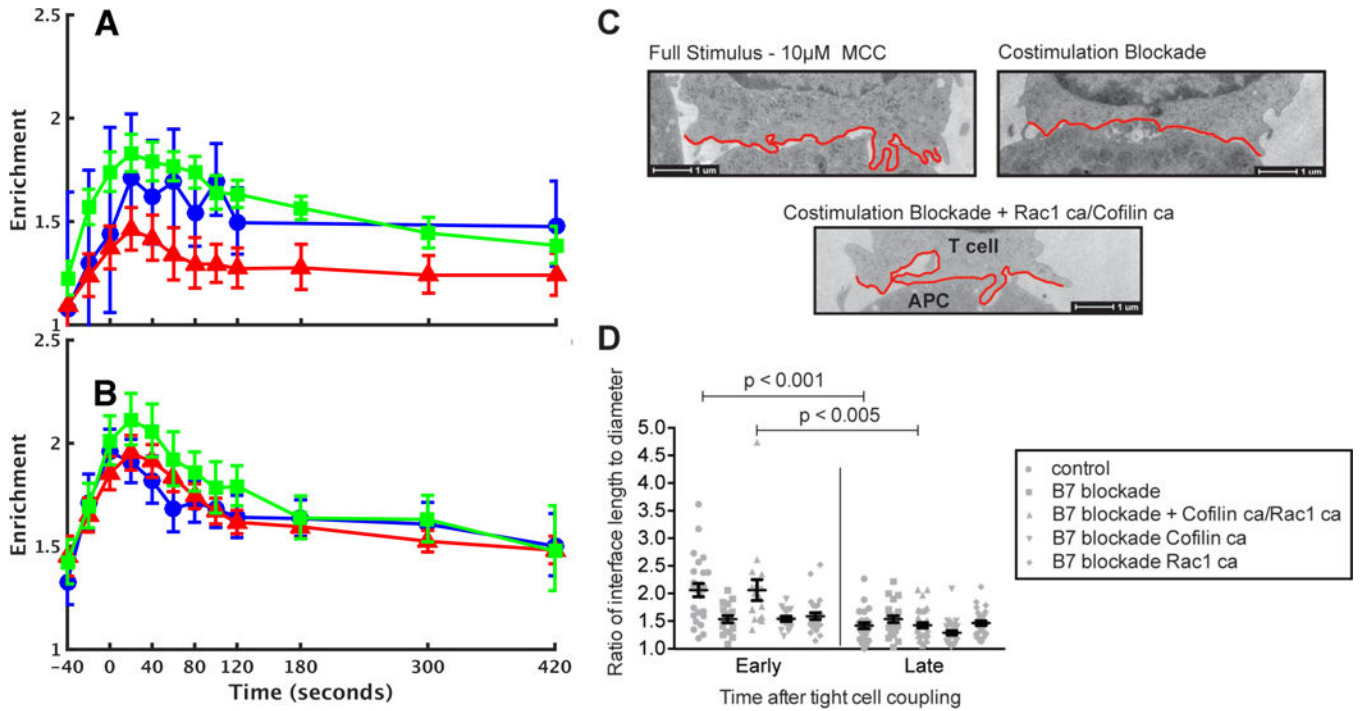 A
2.5
2
1.5
1
Enrichment
B
2.5
2
1.5
1
Enrichment
−40 0 40 80 120 180 300 420
Time (seconds)
C
Full Stimulus - 10µM MCC
1 um
Costimulation Blockade
1 um
Costimulation Blockade + Rac1 ca/Cofilin ca
T cell
APC
1 um
D
p < 0.001
p < 0.005
5.0
4.5
4.0
3.5
3.0
2.5
2.0
1.5
1.0
Ratio of interface length to diameter
Early Late
Time after tight cell coupling
control
B7 blockade
B7 blockade + Cofilin ca/Rac1 ca
B7 blockade Cofilin ca
B7 blockade Rac1 ca